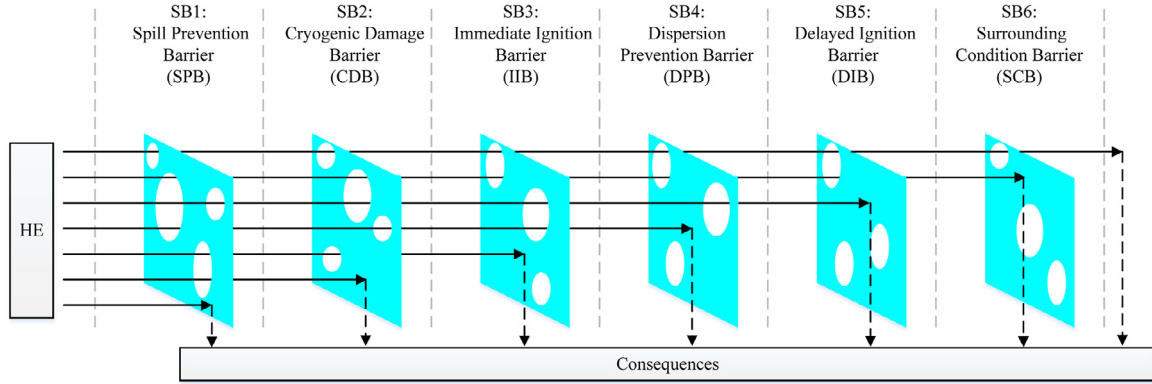 SB1:
Spill Prevention
Barrier
(SPB)
SB2:
Cryogenic Damage
Barrier
(CDB)
SB3:
Immediate Ignition
Barrier
(IIB)
SB4:
Dispersion
Prevention Barrier
(DPB)
SB5:
Delayed Ignition
Barrier
(DIB)
SB6:
Surrounding
Condition Barrier
(SCB)
HE
Consequences